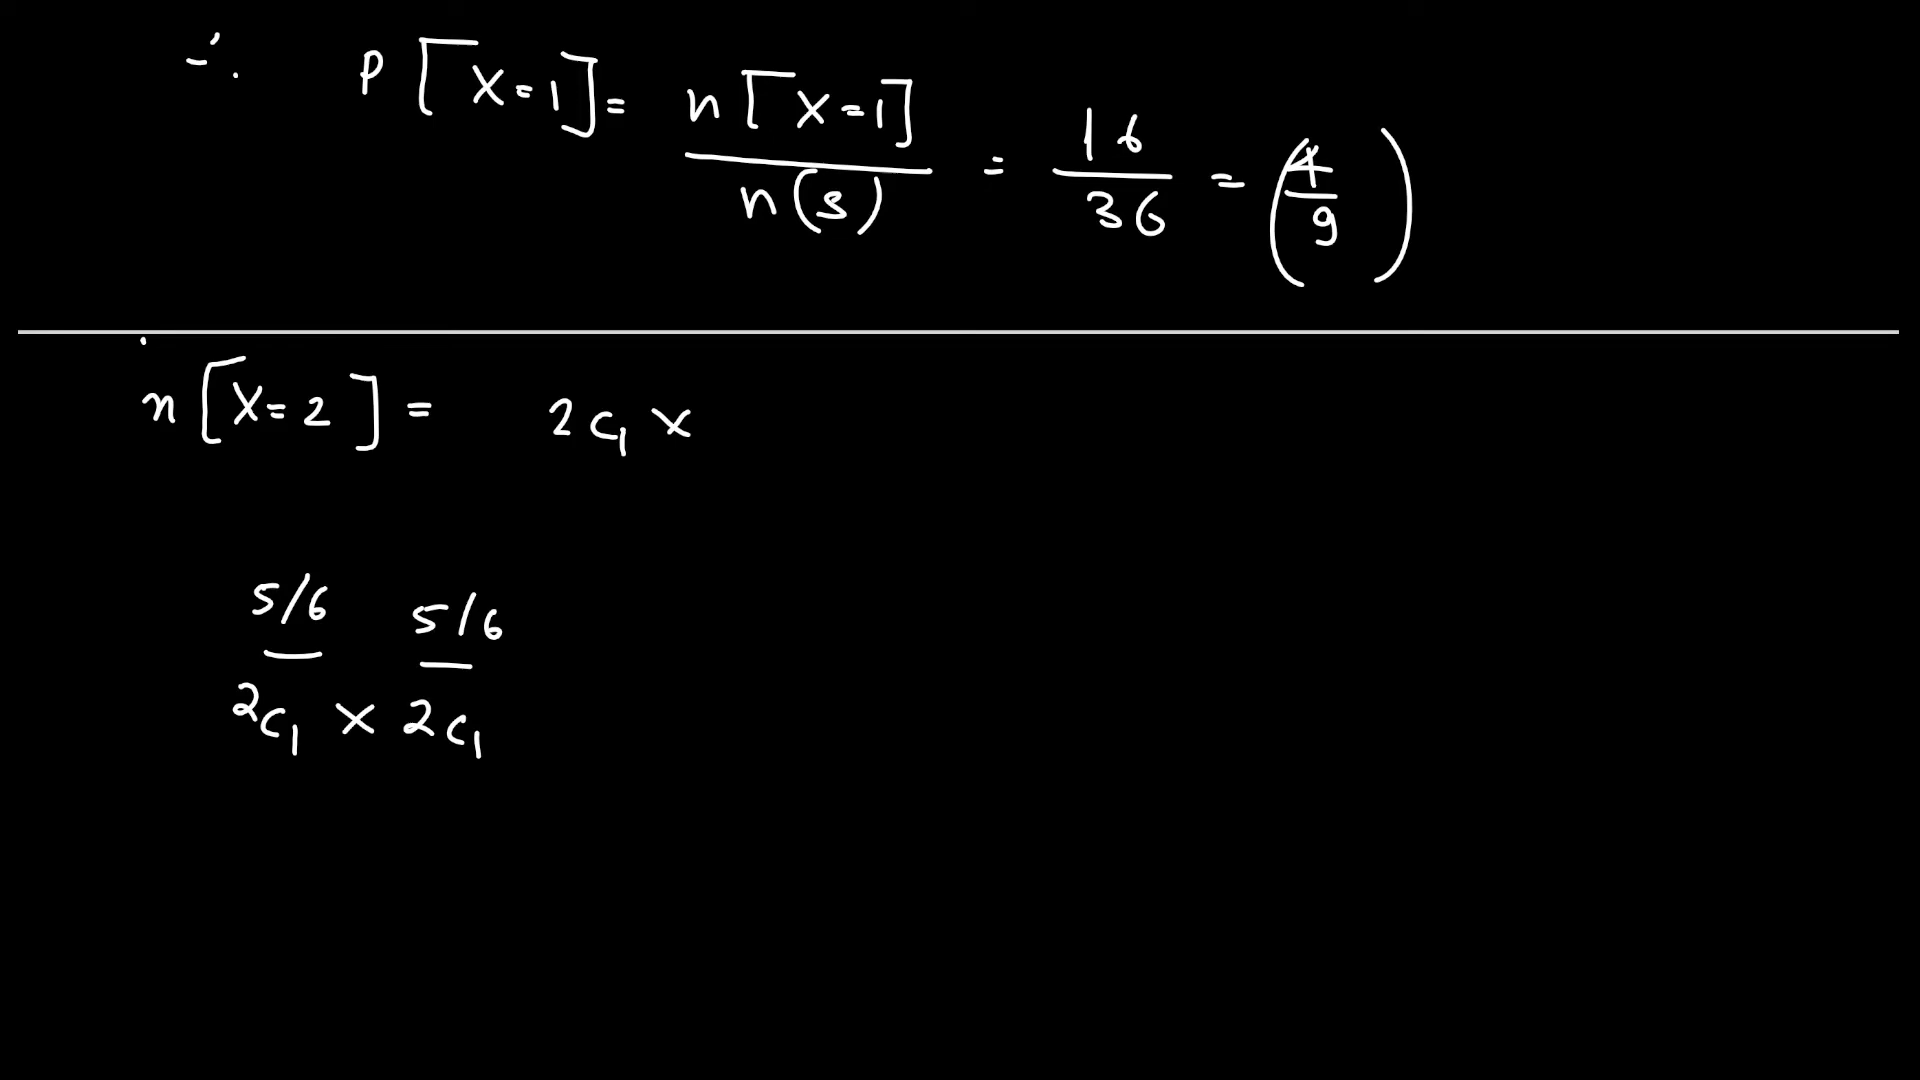 ∴ P[X=1] = n[X=1] / n(s) = 16/36 = (4/9)
n[X=2] = 2c₁ ×
5/6 5/6
2c₁ × 2c₁